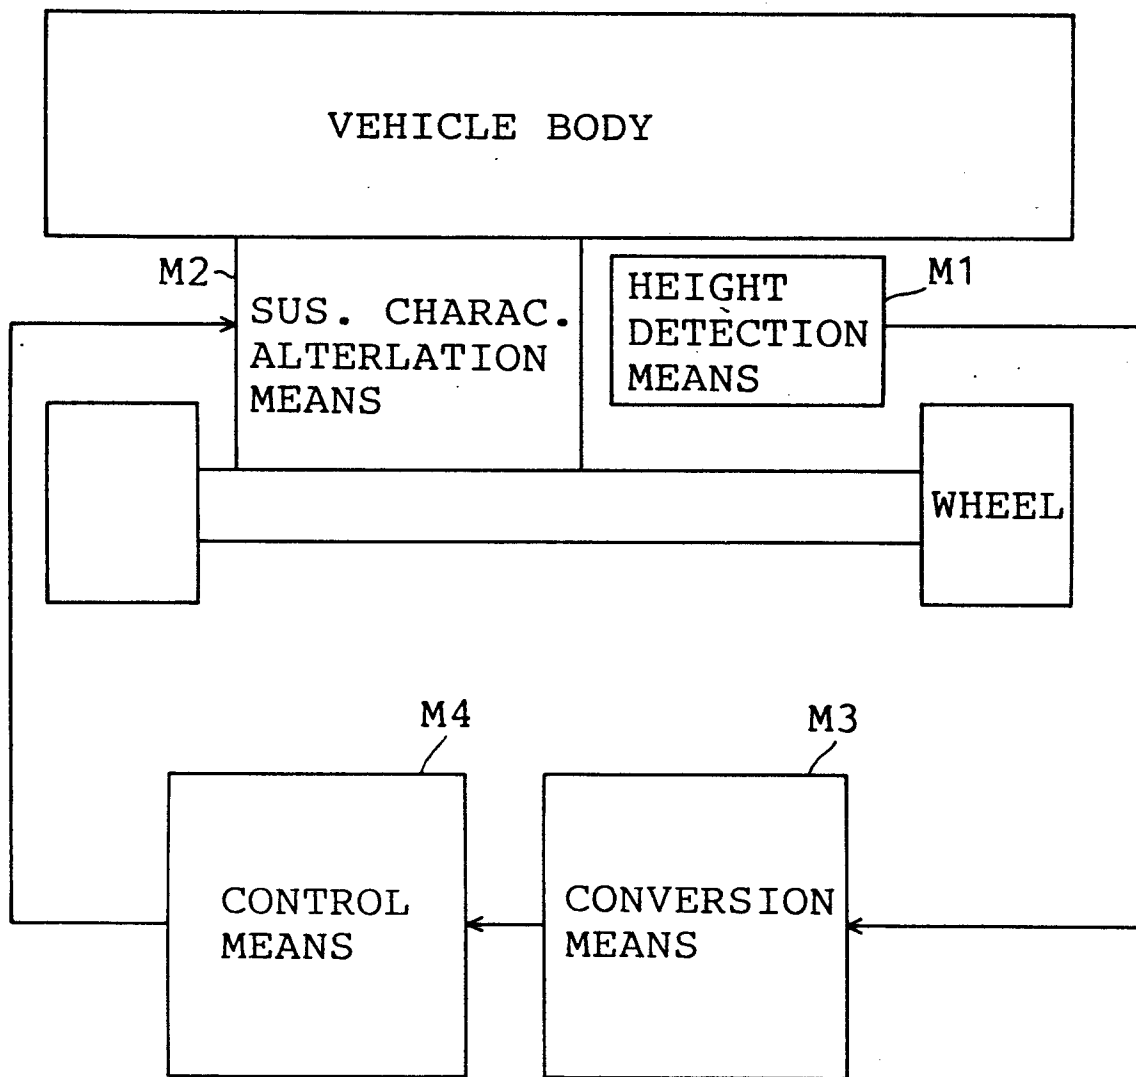 VEHICLE BODY
M2
SUS. CHARAC.
ALTERLATION
MEANS
HEIGHT
DETECTION
MEANS
M1
WHEEL
M4
CONTROL
MEANS
M3
CONVERSION
MEANS